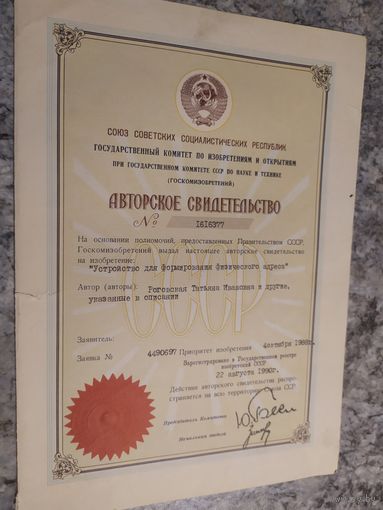 СОЮЗ СОВЕТСКИХ СОЦИАЛИСТИЧЕСКИХ РЕСПУБЛИК
ГОСУДАРСТВЕННЫЙ КОМИТЕТ ПО ИЗОБРЕТЕНИЯМ И ОТКРЫТИЯМ
ПРИ ГОСУДАРСТВЕННОМ КОМИТЕТЕ СССР ПО НАУКЕ И ТЕХНИКЕ
(ГОСКОМИЗОБРЕТЕНИЙ)
АВТОРСКОЕ СВИДЕТЕЛЬСТВО
№ 1616377
На основании полномочий, предоставленных Правительством СССР,
Госкомизобретений выдал настоящее авторское свидетельство
на изобретение:
"Устройство для формирования физического адреса"
Автор (авторы): Роговская Татьяна Ивановна и другие,
указанные в описании
СССР
Заявитель:
Заявка № 4490697 Приоритет изобретения 4 октября 1988г.
Зарегистрировано в Государственном реестре
изобретений СССР
22 августа 1990г.
Действие авторского свидетельства распро-
страняется на всю территорию Союза ССР.
Председатель Комитета
Начальник отдела